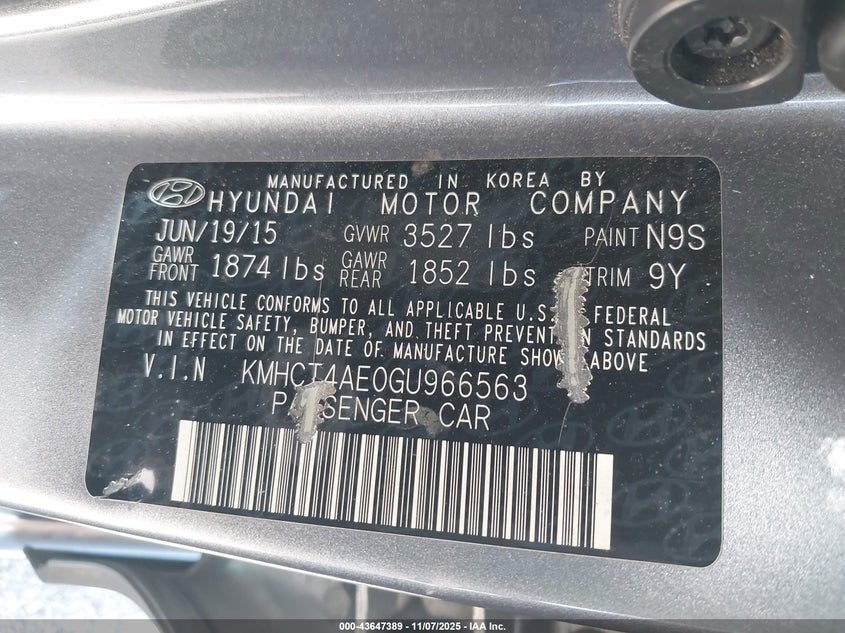 MANUFACTURED IN KOREA BY
HYUNDAI MOTOR COMPANY
JUN/19/15 GVWR 3527 lbs PAINT N9S
GAWR FRONT 1874 lbs GAWR REAR 1852 lbs TRIM 9Y
THIS VEHICLE CONFORMS TO ALL APPLICABLE U.S. FEDERAL
MOTOR VEHICLE SAFETY, BUMPER, AND THEFT PREVENTION STANDARDS
IN EFFECT ON THE DATE OF MANUFACTURE SHOWN ABOVE
V.I.N KMHCT4AE0GU966563
PASSENGER CAR
000-43647389 - 11/07/2025 - IAA Inc.